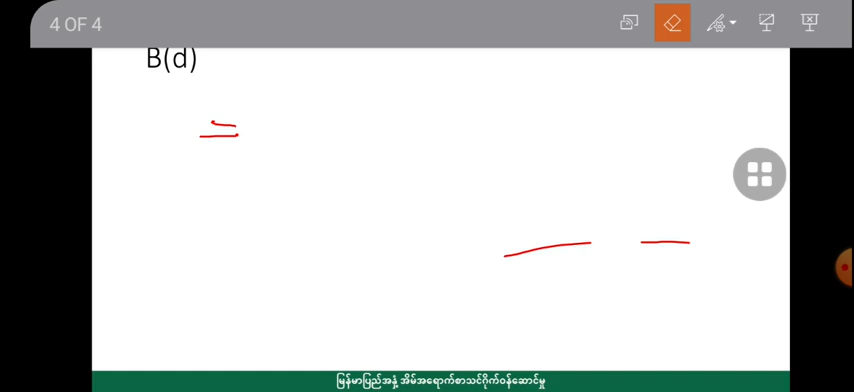 4 OF 4
B(d)
မြန်မာပြည်အနှံ့ အိမ်အရောက်စာသင်ဂိုက်ဝန်ဆောင်မှု